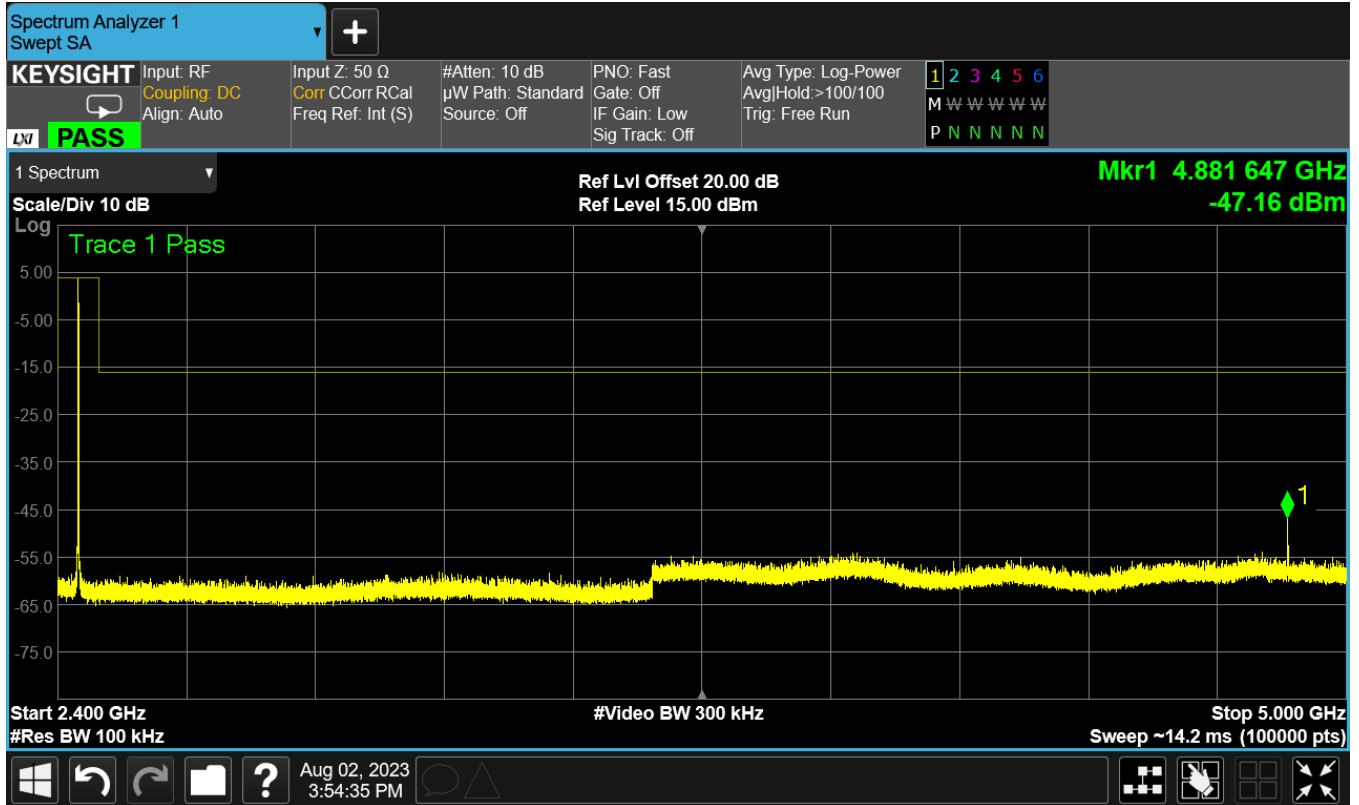 Spectrum Analyzer 1
Swept SA
KEYSIGHT
LXI PASS
Input: RF
Coupling: DC
Align: Auto
Input Z: 50 Ω
Corr CCorr RCal
Freq Ref: Int (S)
#Atten: 10 dB
µW Path: Standard
Source: Off
PNO: Fast
Gate: Off
IF Gain: Low
Sig Track: Off
Avg Type: Log-Power
Avg|Hold:>100/100
Trig: Free Run
1 2 3 4 5 6
M W W W W W
P N N N N N
1 Spectrum
Scale/Div 10 dB
Ref Lvl Offset 20.00 dB
Ref Level 15.00 dBm
Mkr1 4.881 647 GHz
-47.16 dBm
Log
Trace 1 Pass
5.00
-5.00
-15.0
-25.0
-35.0
-45.0
-55.0
-65.0
-75.0
1
Start 2.400 GHz
#Res BW 100 kHz
#Video BW 300 kHz
Stop 5.000 GHz
Sweep ~14.2 ms (100000 pts)
?
Aug 02, 2023
3:54:35 PM